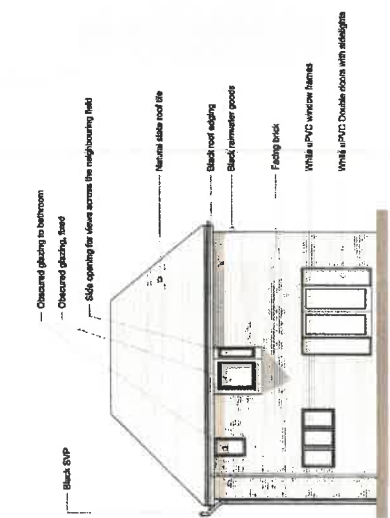 Black SVP
Obscured glazing to bathroom
Obscured glazing, fixed
Side opening for views across the neighbouring field
Natural slate roof tile
Black roof edging
Black rainwater goods
Facing brick
White uPVC window frames
White uPVC Double doors with sidelights